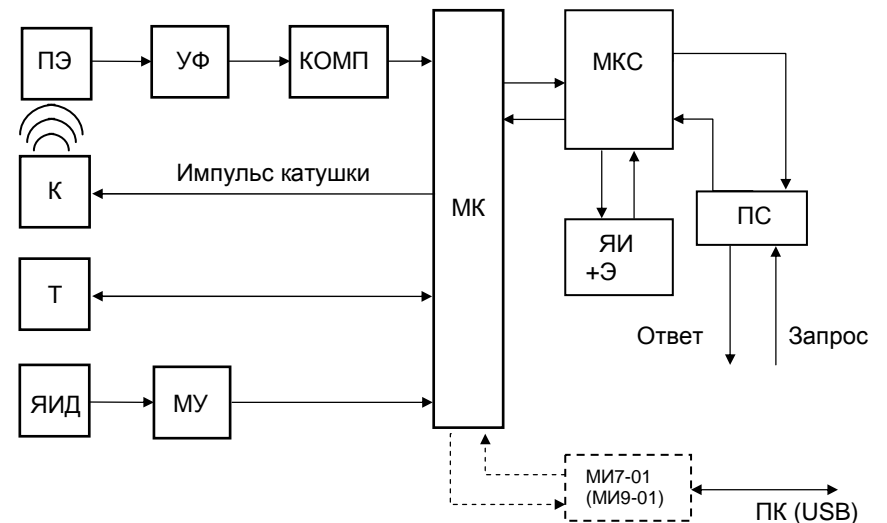 ПЭ
УФ
КОМП
МКС
К
Импульс катушки
МК
ПС
ЯИ
+Э
Т
Ответ
Запрос
ЯИД
МУ
МИ7-01
(МИ9-01)
ПК (USB)